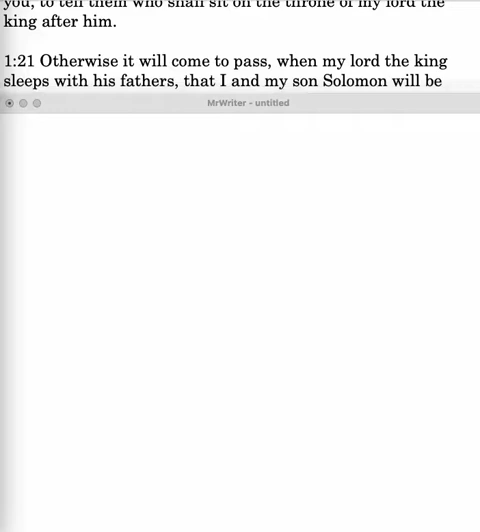 you, to tell them who shall sit on the throne of my lord the
king after him.
1:21 Otherwise it will come to pass, when my lord the king
sleeps with his fathers, that I and my son Solomon will be
MrWriter - untitled